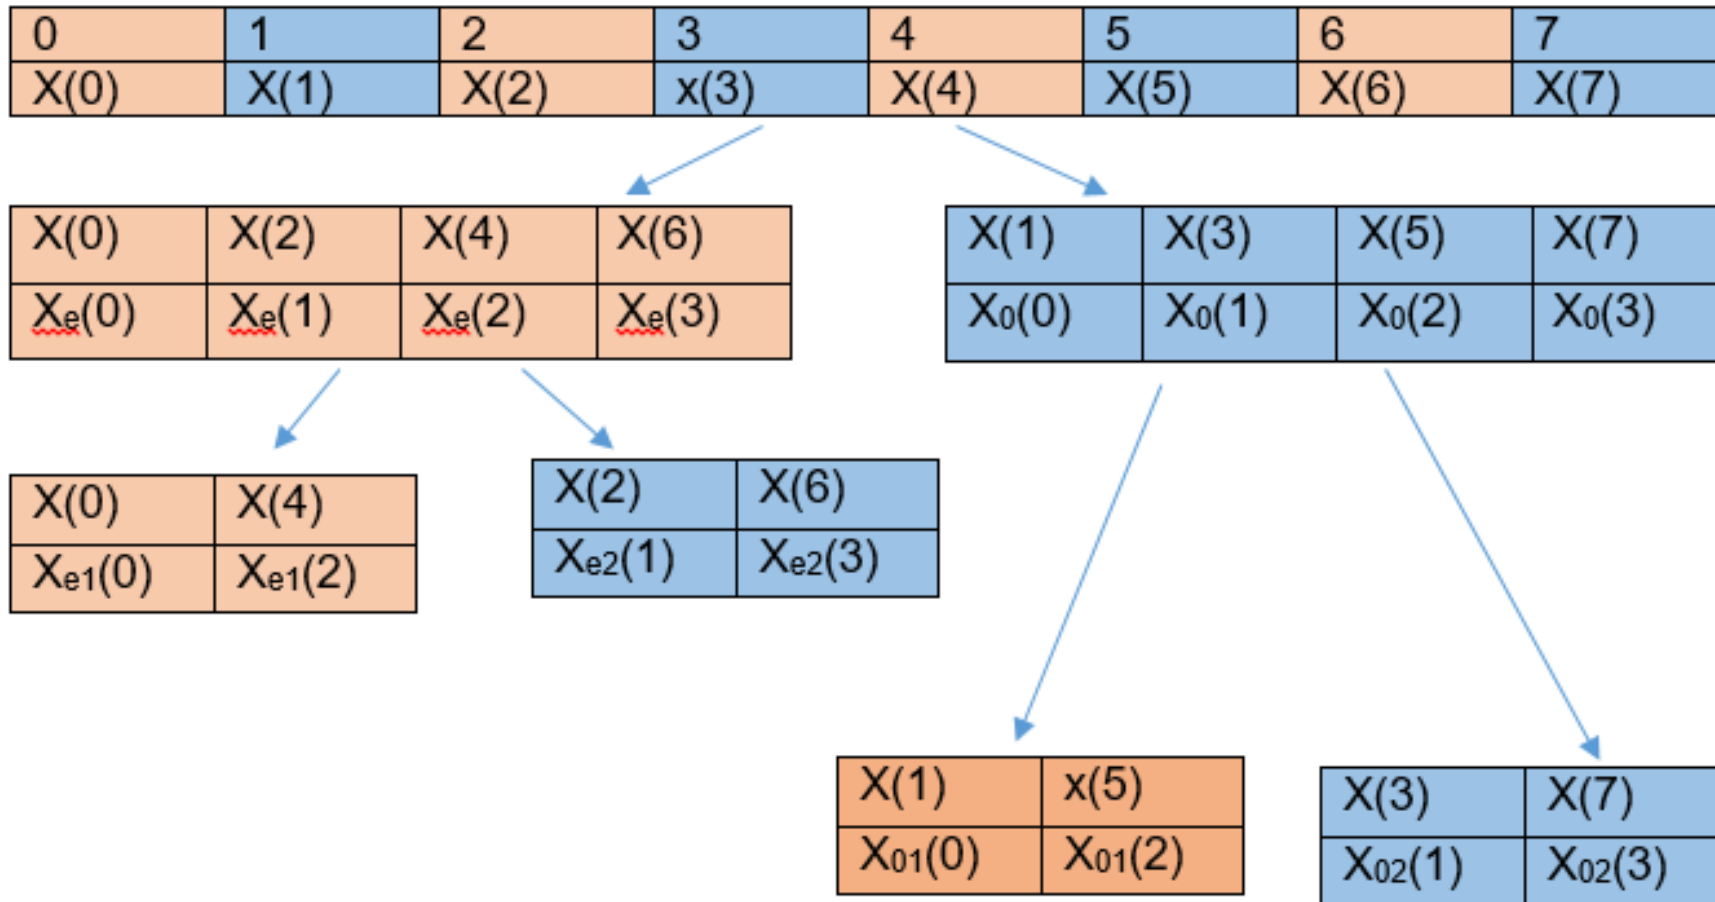 0 1 2 3 4 5 6 7
X(0) X(1) X(2) x(3) X(4) X(5) X(6) X(7)
X(0) X(2) X(4) X(6)
Xe(0) Xe(1) Xe(2) Xe(3)
X(1) X(3) X(5) X(7)
X0(0) X0(1) X0(2) X0(3)
X(0) X(4)
Xe1(0) Xe1(2)
X(2) X(6)
Xe2(1) Xe2(3)
X(1) x(5)
X01(0) X01(2)
X(3) X(7)
X02(1) X02(3)